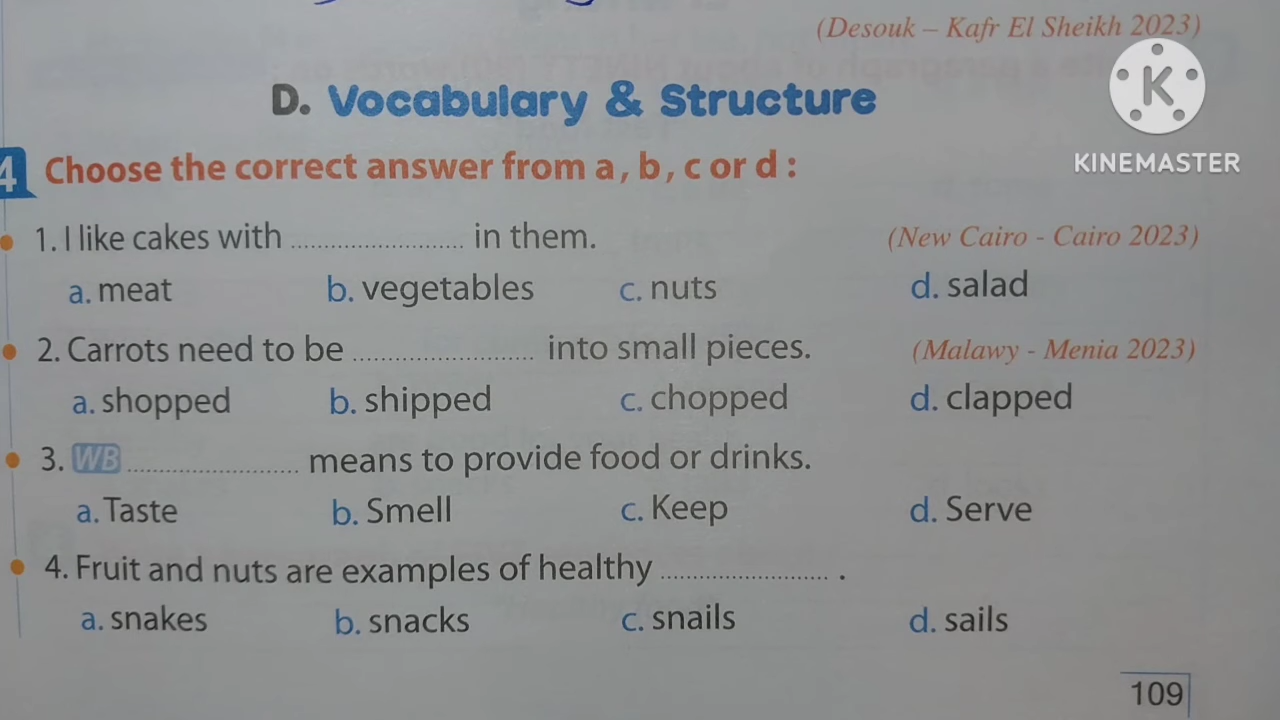 (Desouk – Kafr El Sheikh 2023)
K
KINEMASTER
D. Vocabulary & Structure
4 Choose the correct answer from a, b, c or d :
1. I like cakes with ........................ in them. (New Cairo - Cairo 2023)
a. meat b. vegetables c. nuts d. salad
2. Carrots need to be ........................ into small pieces. (Malawy - Menia 2023)
a. shopped b. shipped c. chopped d. clapped
3. WB ........................ means to provide food or drinks.
a. Taste b. Smell c. Keep d. Serve
4. Fruit and nuts are examples of healthy ........................ .
a. snakes b. snacks c. snails d. sails
109